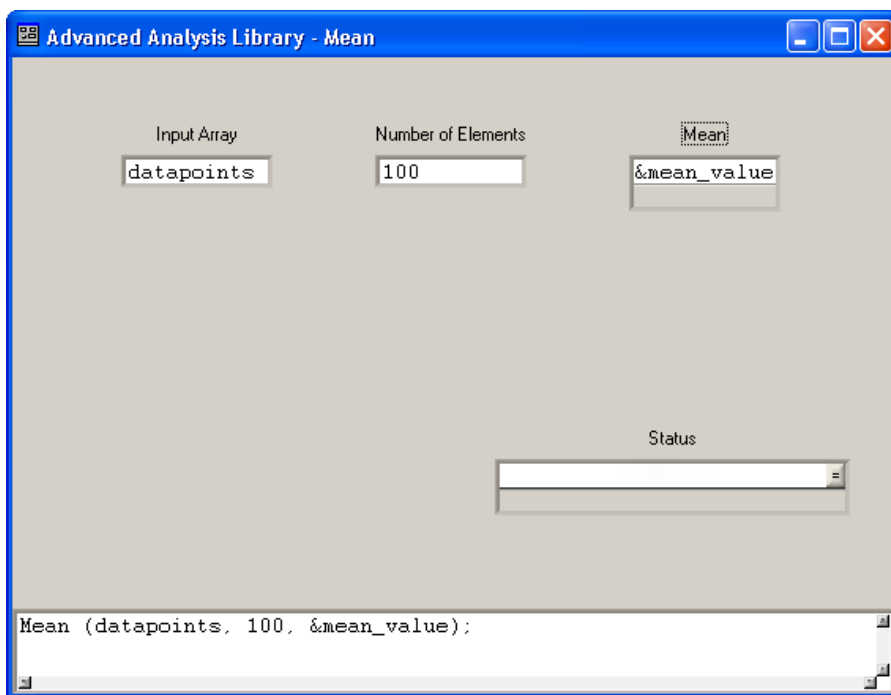 Advanced Analysis Library - Mean
Input Array Number of Elements Mean
datapoints 100 &mean_value
Status
=
Mean (datapoints, 100, &mean_value);